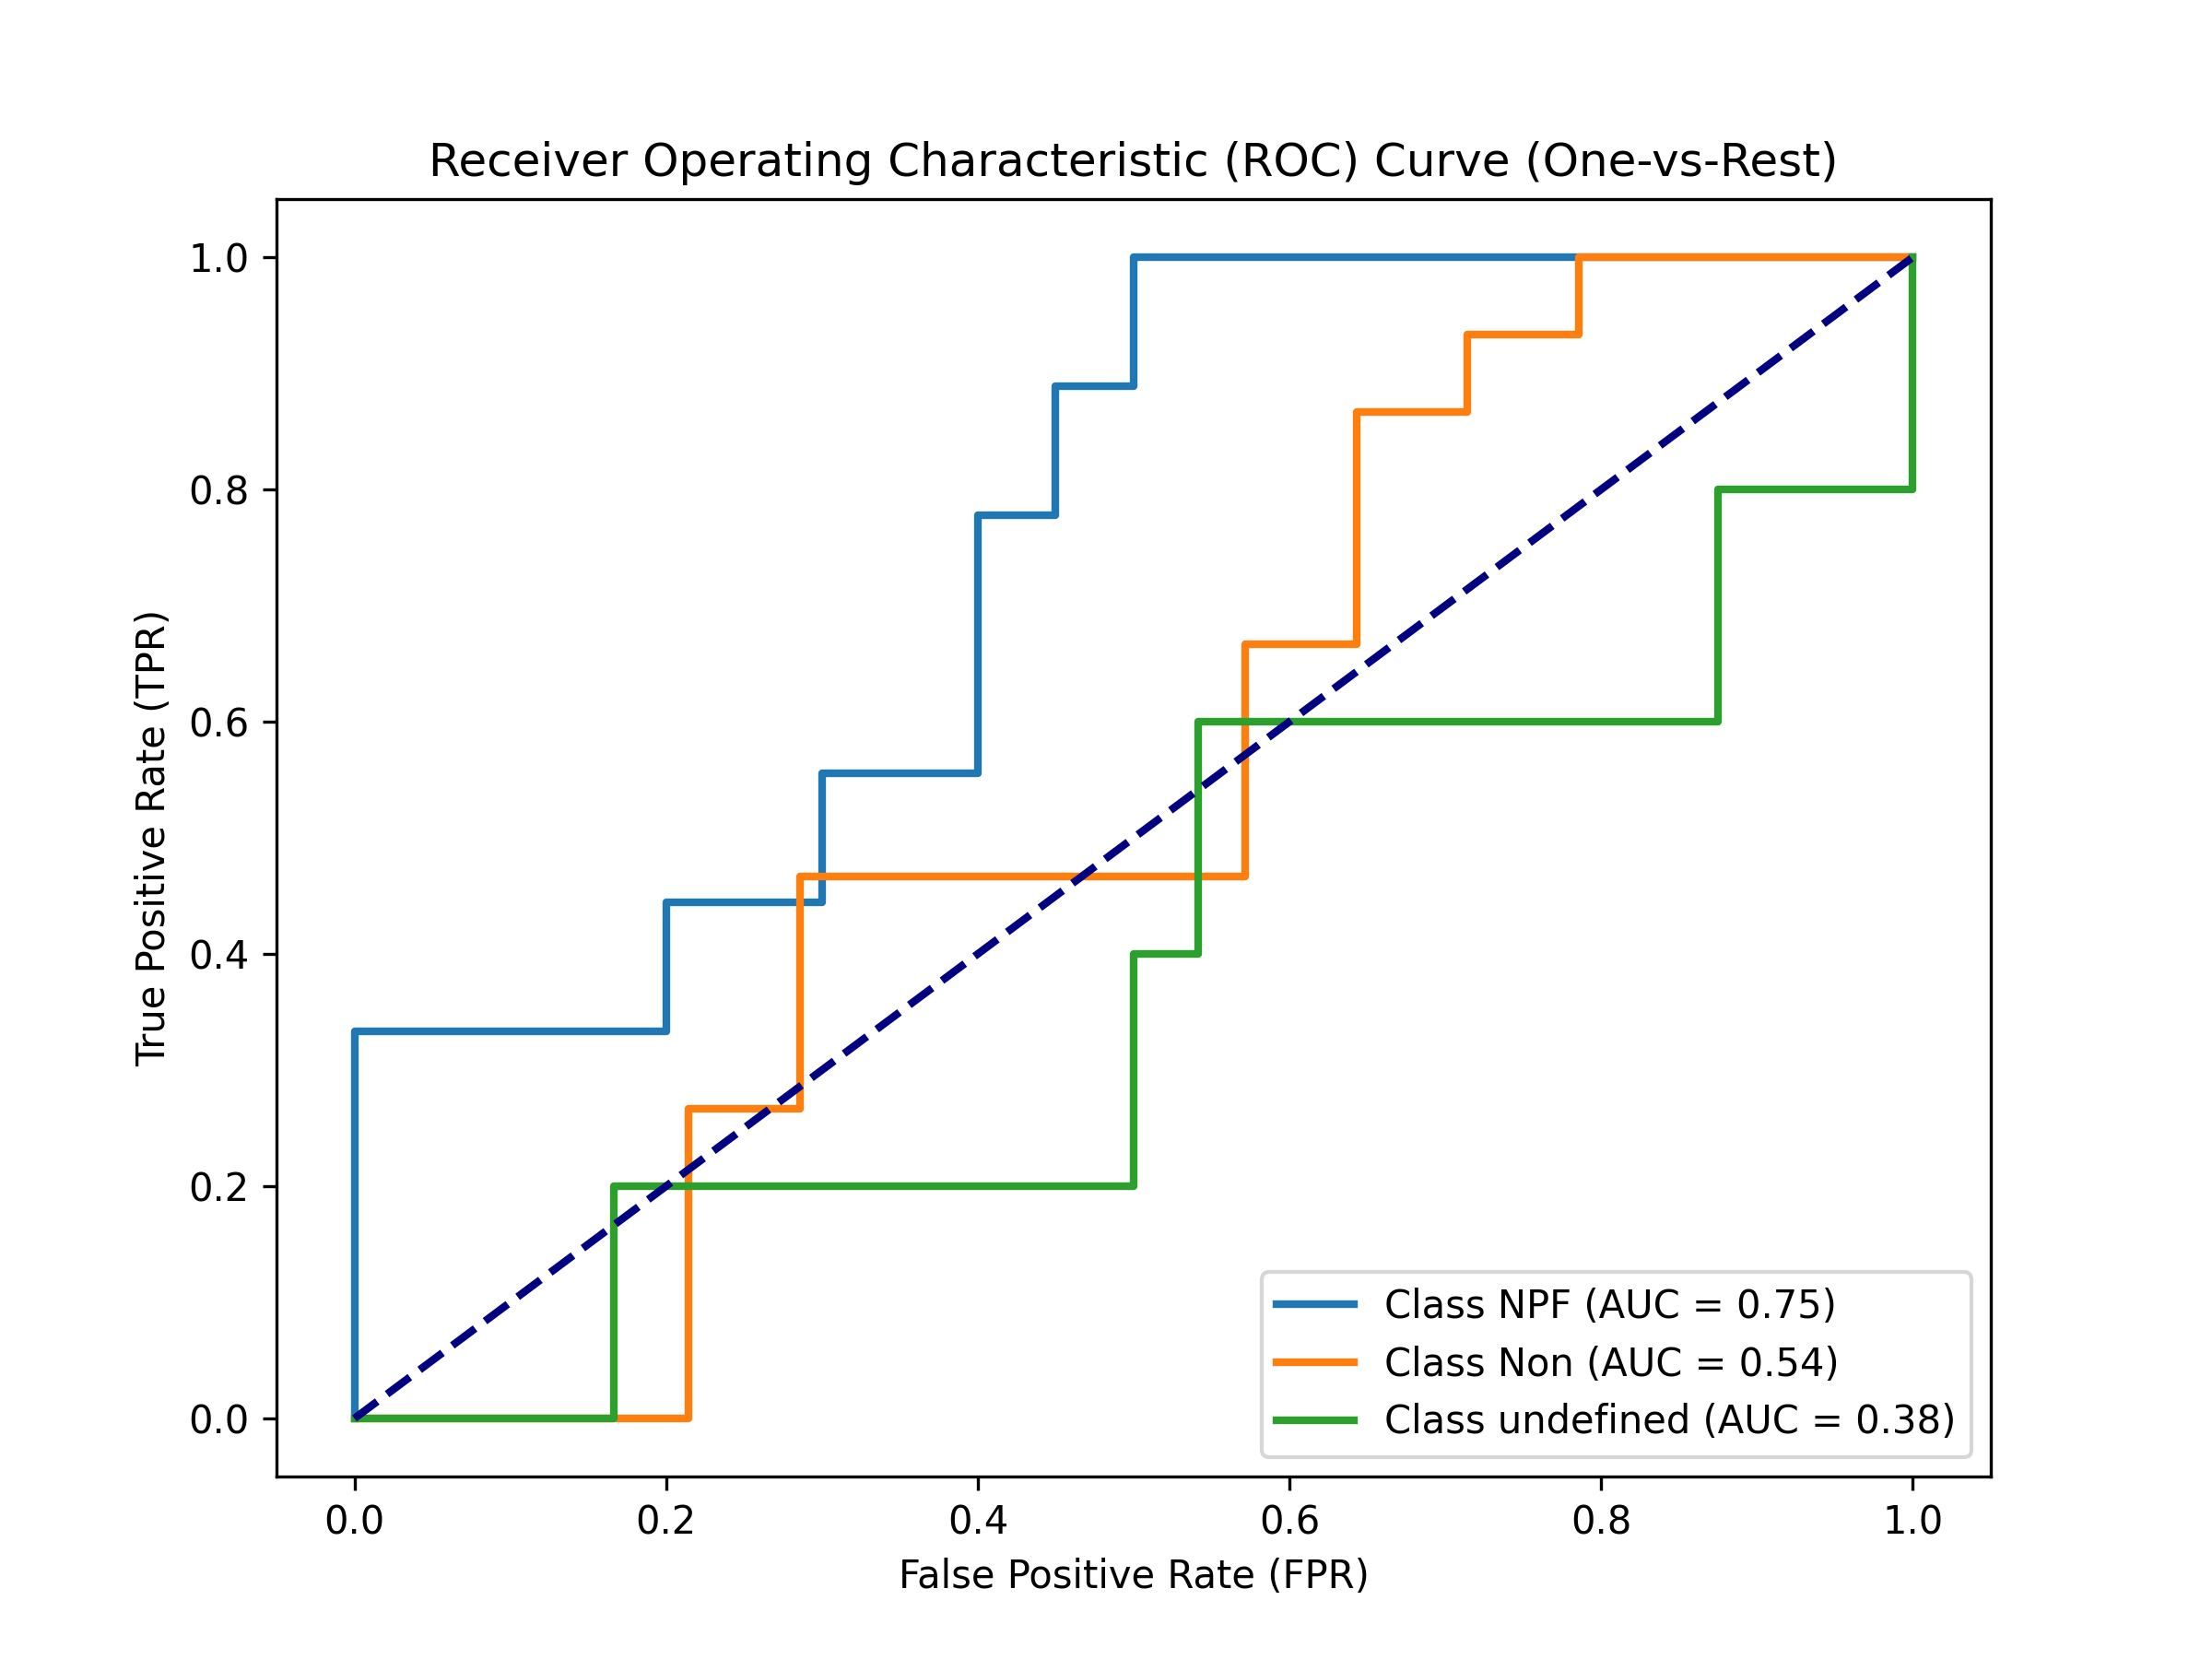 Receiver Operating Characteristic (ROC) Curve (One-vs-Rest)
True Positive Rate (TPR)
1.0
0.8
0.6
0.4
0.2
0.0
Class NPF (AUC = 0.75)
Class Non (AUC = 0.54)
Class undefined (AUC = 0.38)
0.0 0.2 0.4 0.6 0.8 1.0
False Positive Rate (FPR)